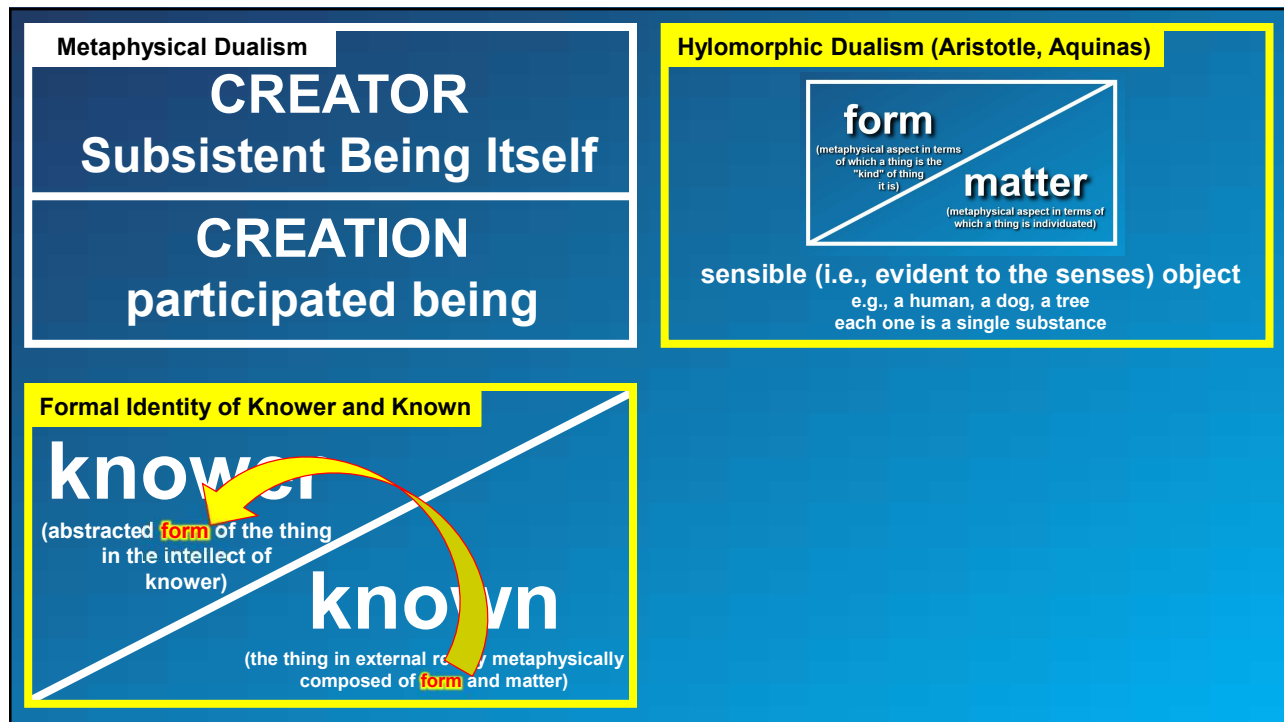 Metaphysical Dualism
CREATOR
Subsistent Being Itself
CREATION
participated being
Hylomorphic Dualism (Aristotle, Aquinas)
form
(metaphysical aspect in terms
of which a thing is the
"kind" of thing
it is)
matter
(metaphysical aspect in terms of
which a thing is individuated)
sensible (i.e., evident to the senses) object
e.g., a human, a dog, a tree
each one is a single substance
Formal Identity of Knower and Known
knower
(abstracted form of the thing
in the intellect of
knower)
known
(the thing in external reality metaphysically
composed of form and matter)